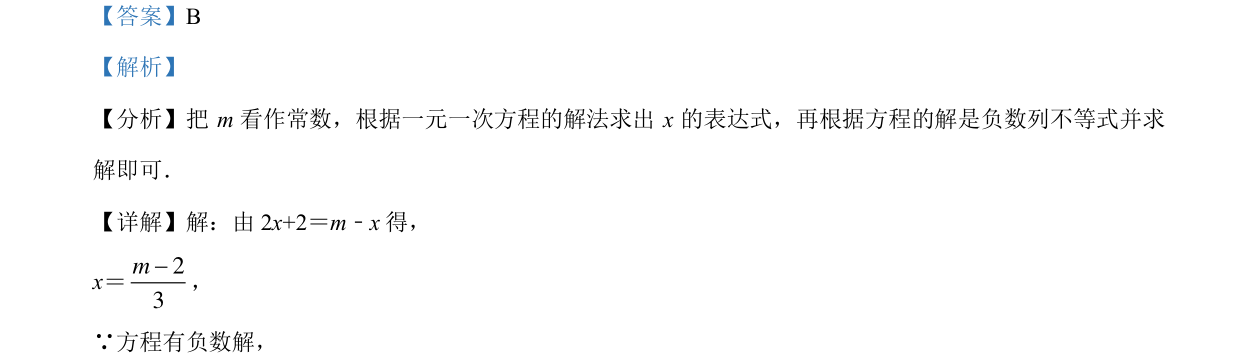 【答案】B
【解析】
【分析】把 m 看作常数，根据一元一次方程的解法求出 x 的表达式，再根据方程的解是负数列不等式并求
解即可．
【详解】解：由 2x+2＝m﹣x 得，
x＝\frac{m-2}{3}，
∵方程有负数解，